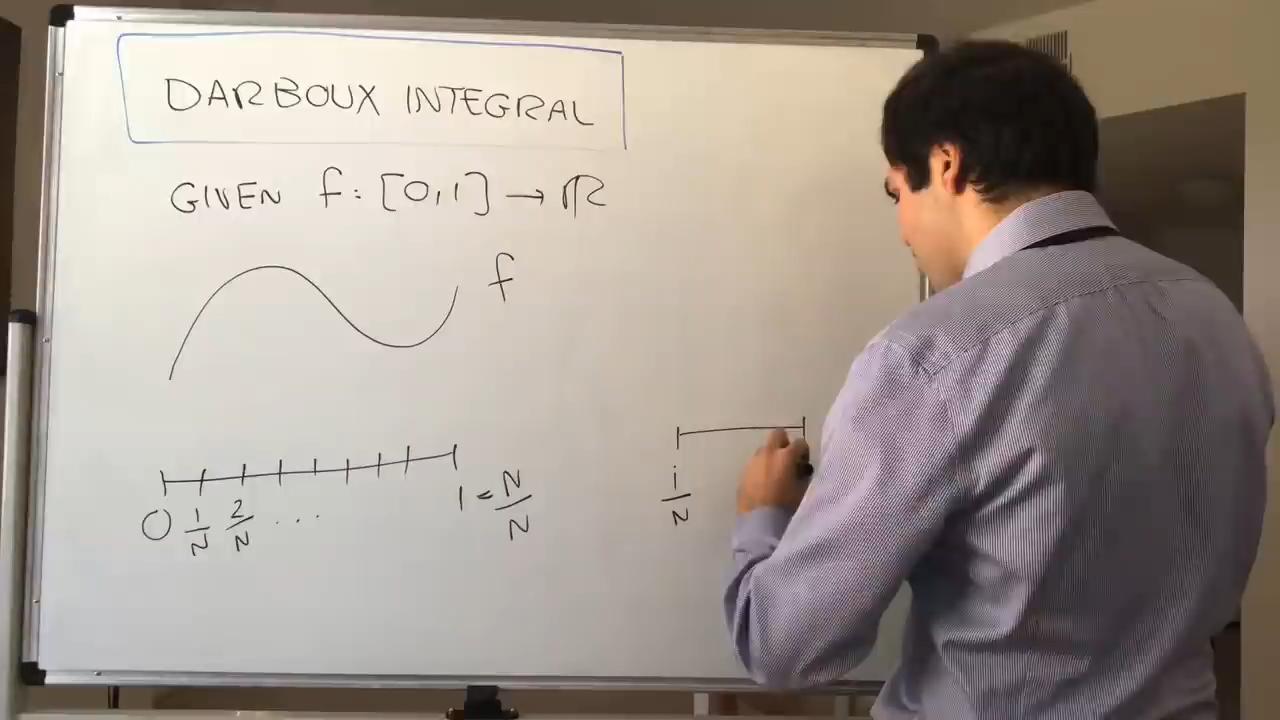 DARBOUX INTEGRAL
GIVEN f: [0,1] → ℝ
f
0 1/N 2/N ... 1 = N/N
i/N